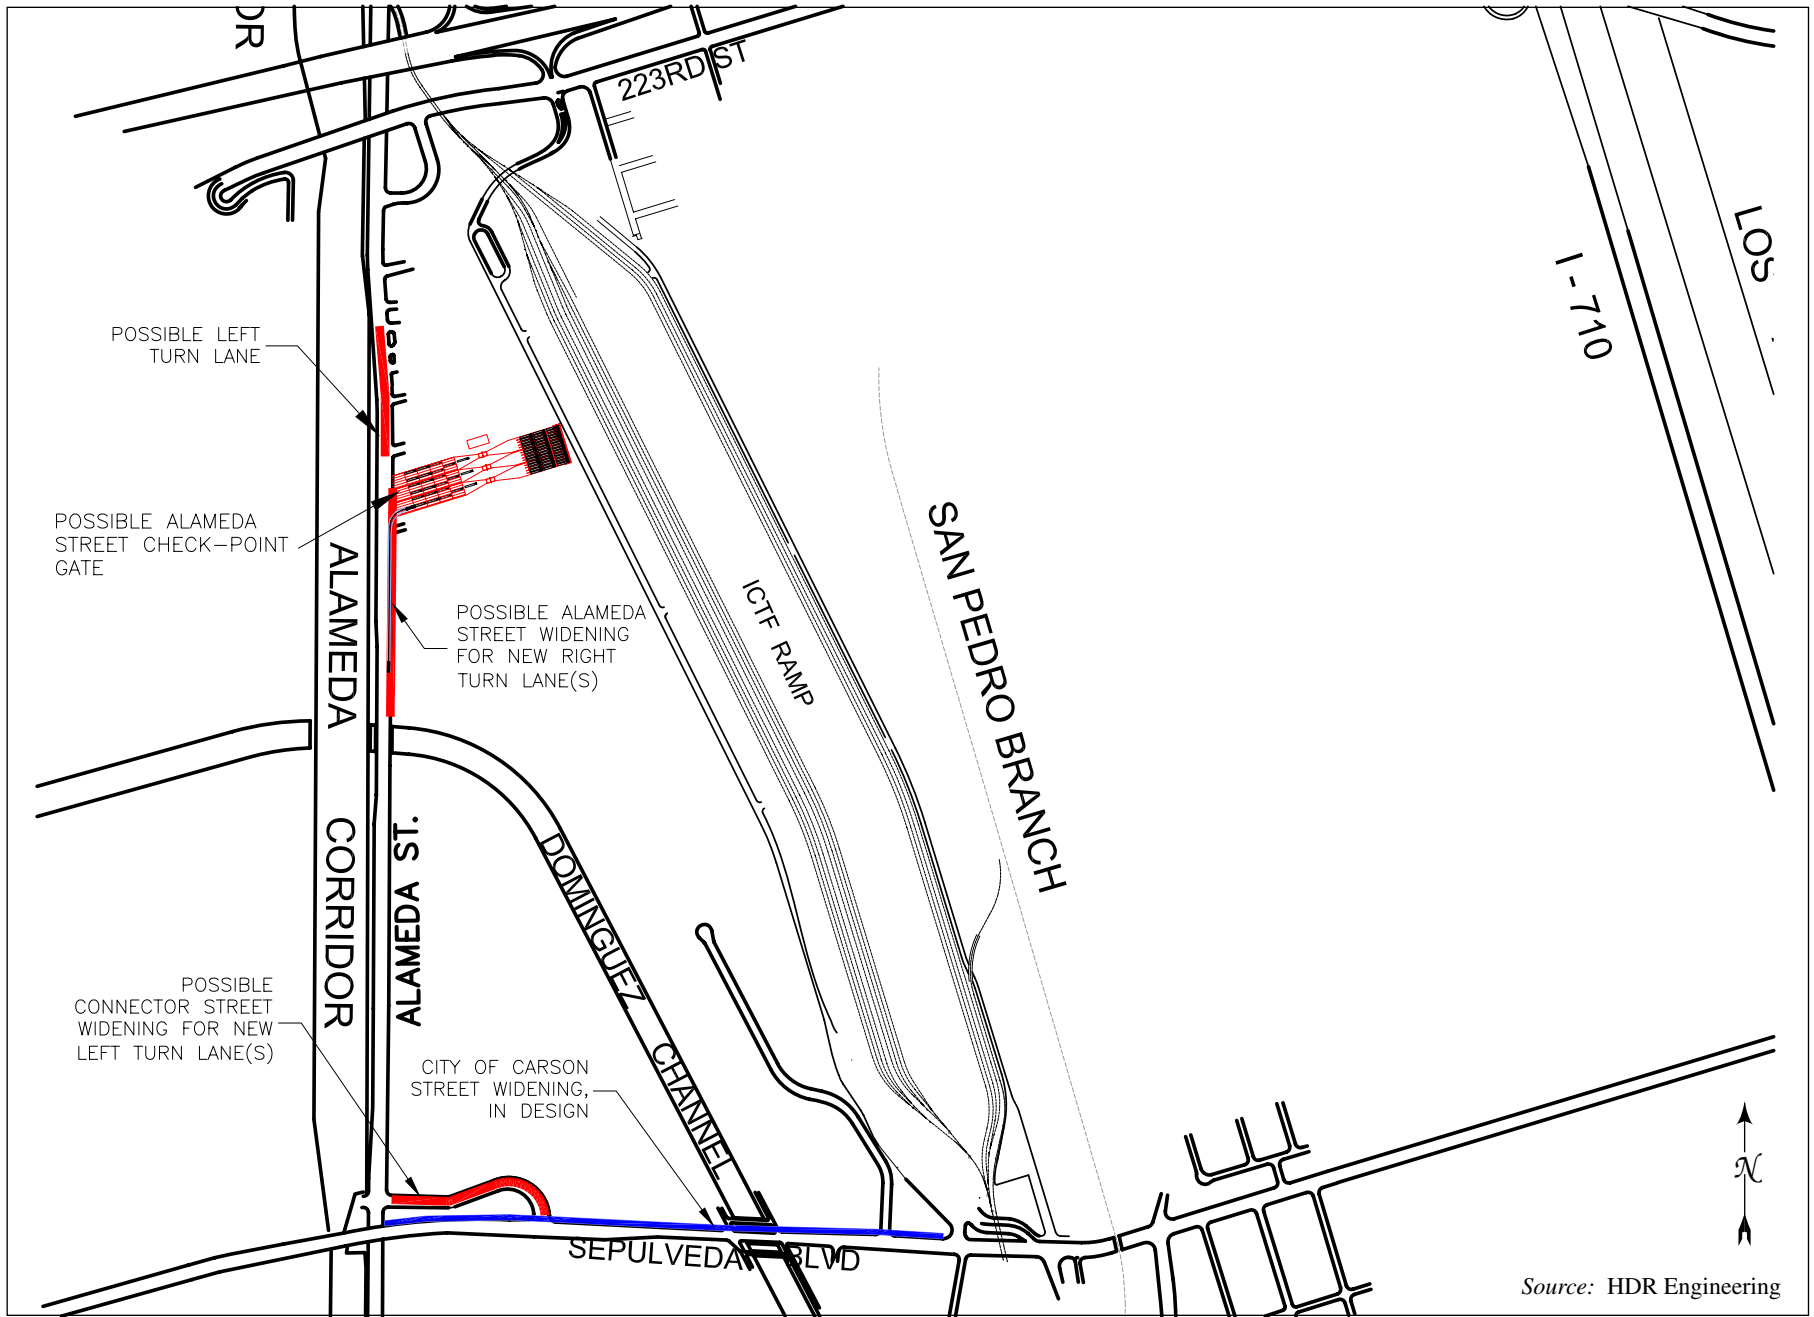 DR
223RD ST
LOS
I - 710
POSSIBLE LEFT
TURN LANE
POSSIBLE ALAMEDA
STREET CHECK-POINT
GATE
ALAMEDA
CORRIDOR
ALAMEDA ST.
POSSIBLE ALAMEDA
STREET WIDENING
FOR NEW RIGHT
TURN LANE(S)
ICTF RAMP
SAN PEDRO BRANCH
DOMINGUEZ CHANNEL
POSSIBLE
CONNECTOR STREET
WIDENING FOR NEW
LEFT TURN LANE(S)
CITY OF CARSON
STREET WIDENING,
IN DESIGN
SEPULVEDA BLVD
N
Source: HDR Engineering